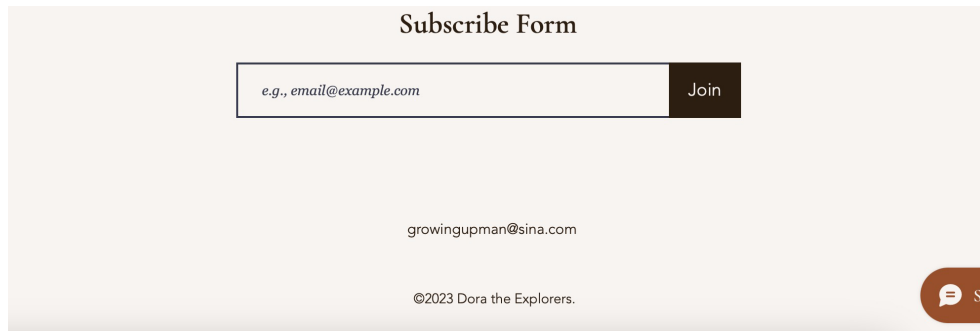 Subscribe Form
e.g., email@example.com
Join
growingupman@sina.com
©2023 Dora the Explorers.